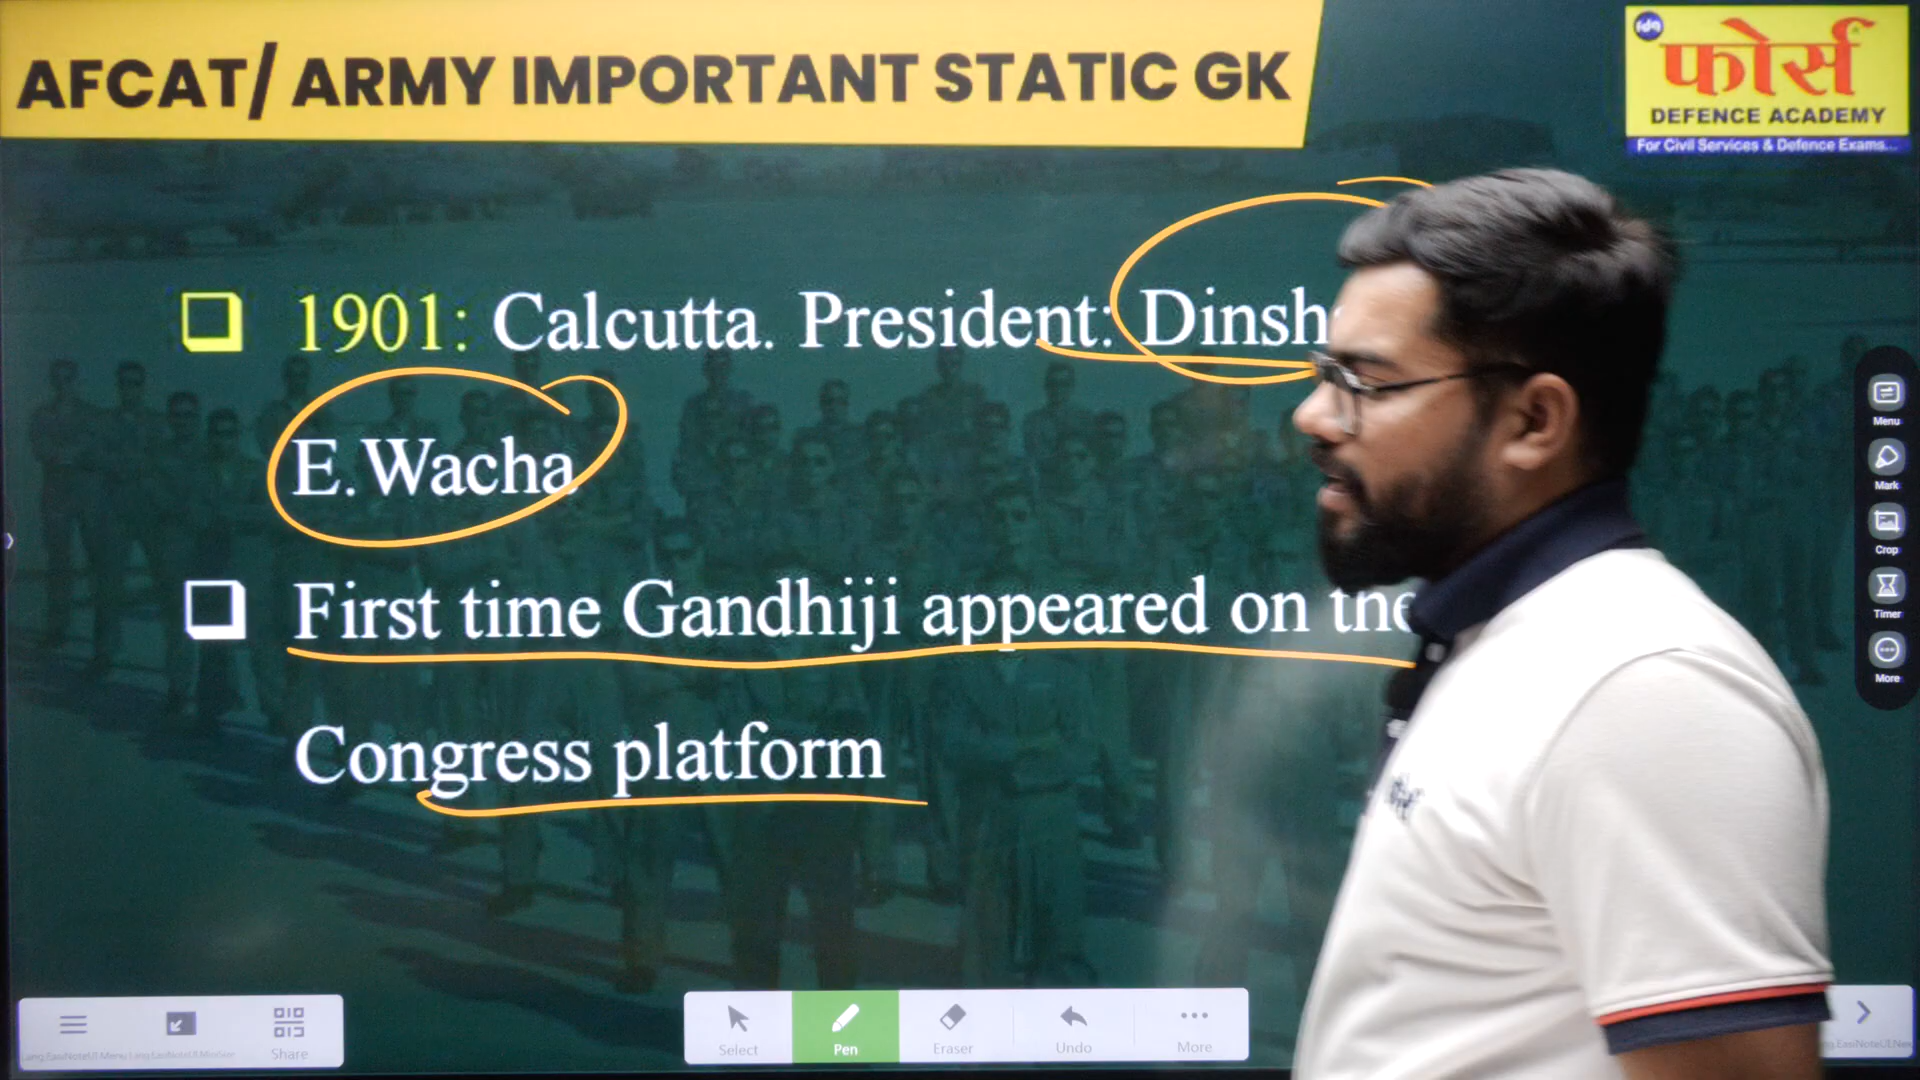 AFCAT/ ARMY IMPORTANT STATIC GK
fda
फोर्स
DEFENCE ACADEMY
For Civil Services & Defence Exams...
1901: Calcutta. President: Dinsh
E.Wacha
First time Gandhiji appeared on the
Congress platform
Menu
Mark
Crop
Timer
More
Share
Select
Pen
Eraser
Undo
More